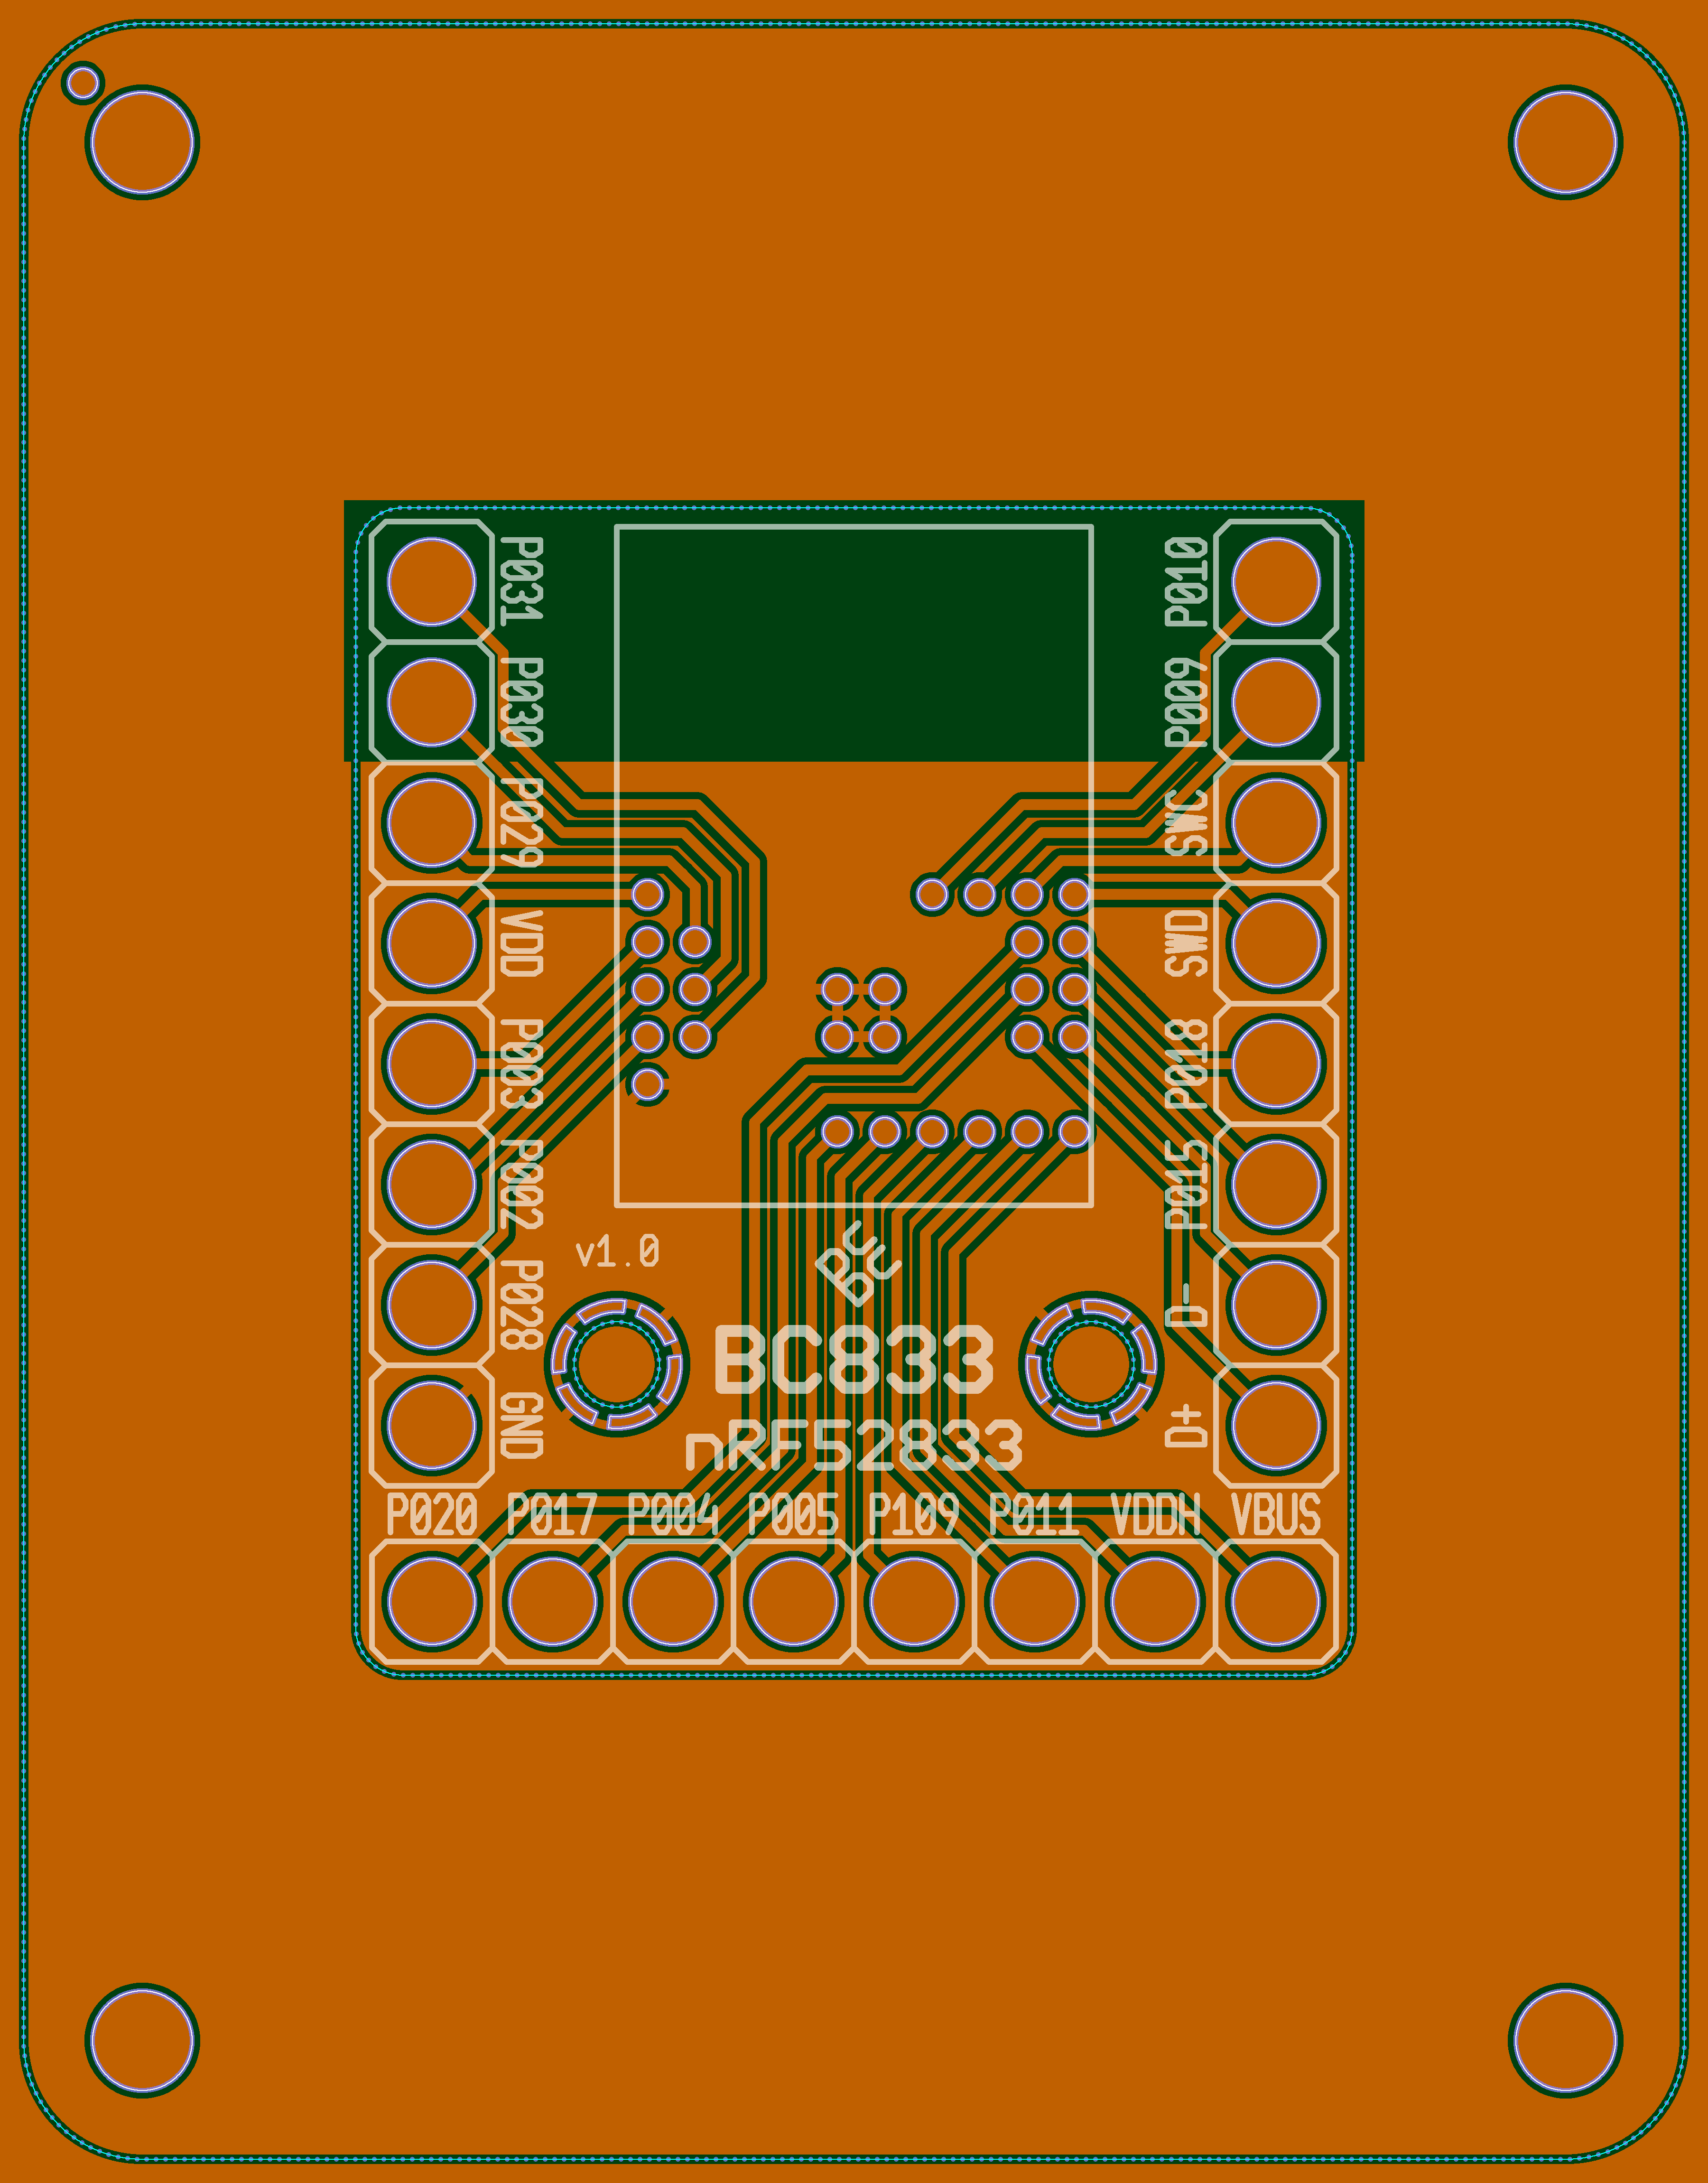 P031
P030
P029
VDD
P003
P002
P028
GND
P010
P009
SWC
SWD
P018
P015
D-
D+
v1.0
BC
BC833
nRF52833
P020 P017 P004 P005 P109 P011 VDDH VBUS